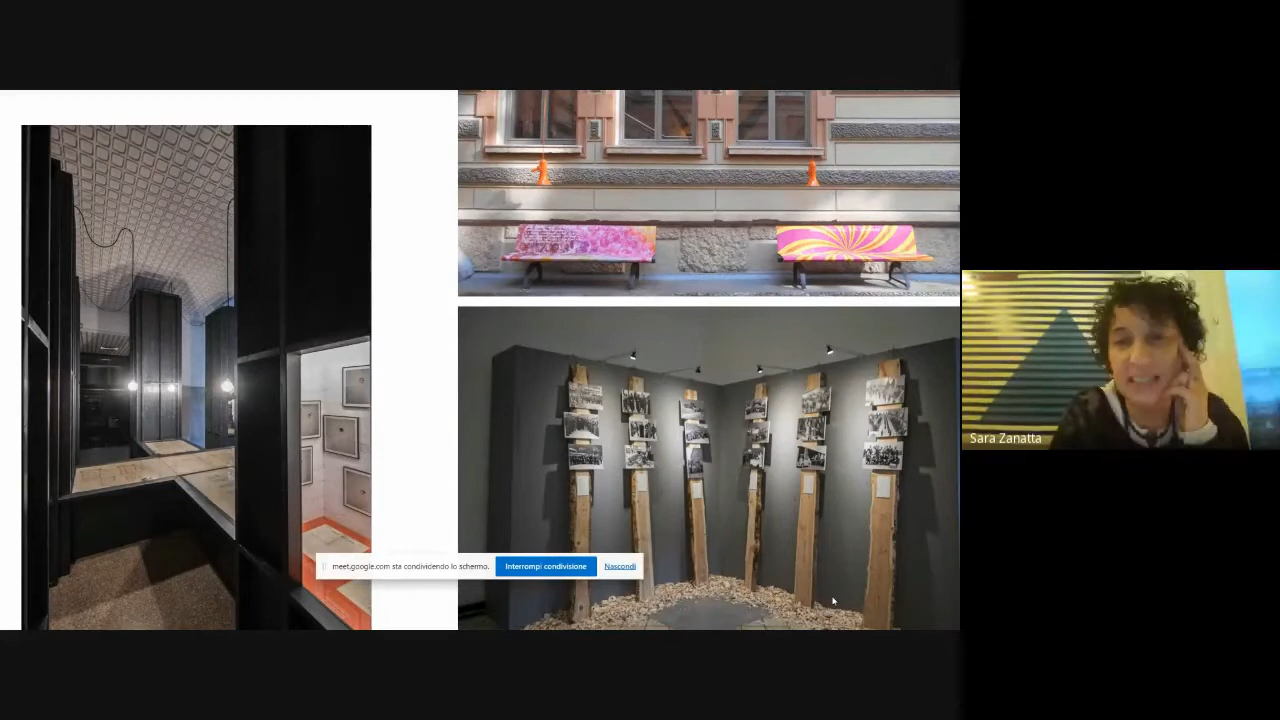 meet.google.com sta condividendo lo schermo.
Interrompi condivisione
Nascondi
Sara Zanatta